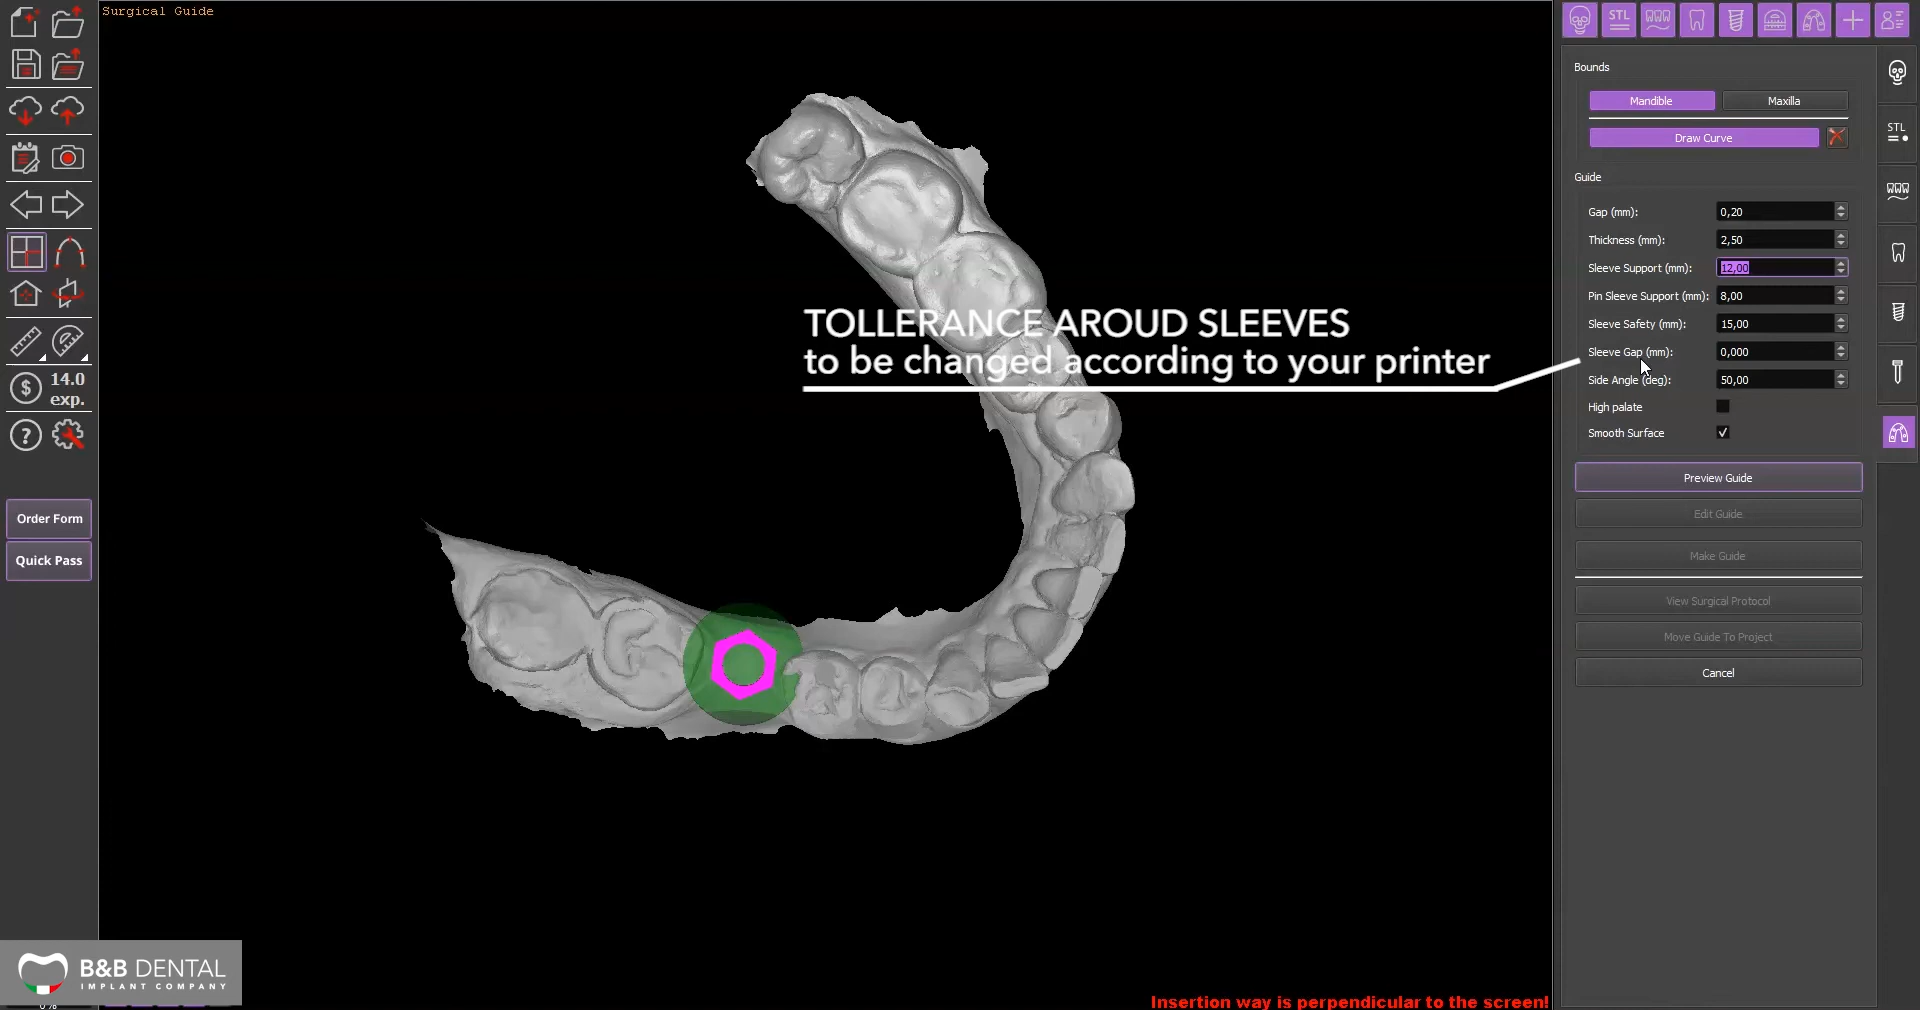 Surgical Guide
STL
Bounds
Mandible
Maxilla
Draw Curve
STL
Guide
Gap (mm):
0,20
Thickness (mm):
2,50
Sleeve Support (mm):
12,00
Pin Sleeve Support (mm):
8,00
TOLLERANCE AROUD SLEEVES
Sleeve Safety (mm):
15,00
to be changed according to your printer
Sleeve Gap (mm):
0,000
Side Angle (deg):
50,00
$
14.0
exp.
High palate
?
Smooth Surface
Preview Guide
Edit Guide
Order Form
Make Guide
Quick Pass
View Surgical Protocol
Move Guide To Project
Cancel
B&B DENTAL
IMPLANT COMPANY
0%
Insertion way is perpendicular to the screen!